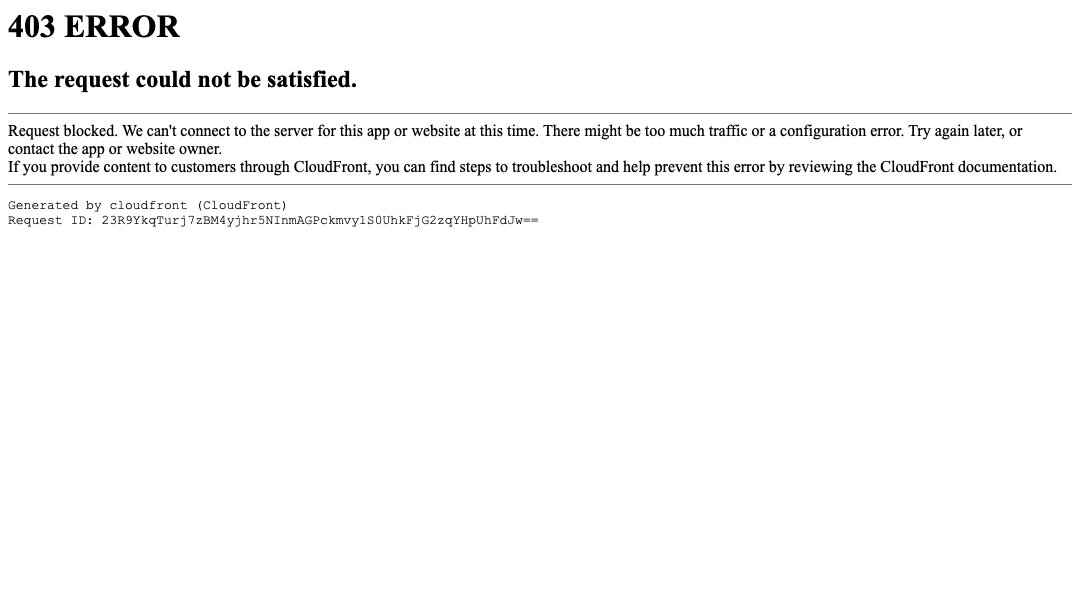 403 ERROR
The request could not be satisfied.
Request blocked. We can't connect to the server for this app or website at this time. There might be too much traffic or a configuration error. Try again later, or
contact the app or website owner.
If you provide content to customers through CloudFront, you can find steps to troubleshoot and help prevent this error by reviewing the CloudFront documentation.
Generated by cloudfront (CloudFront)
Request ID: 23R9YkqTurj7zBM4yjhr5NInmAGPckmvy1S0UhkFjG2zqYHpUhFdJw==